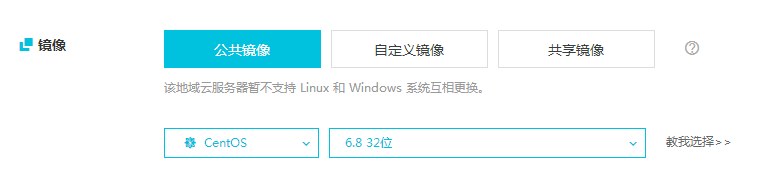 镜像 公共镜像 自定义镜像 共享镜像
该地域云服务器暂不支持 Linux 和 Windows 系统互相更换。
CentOS 6.8 32位 教我选择>>